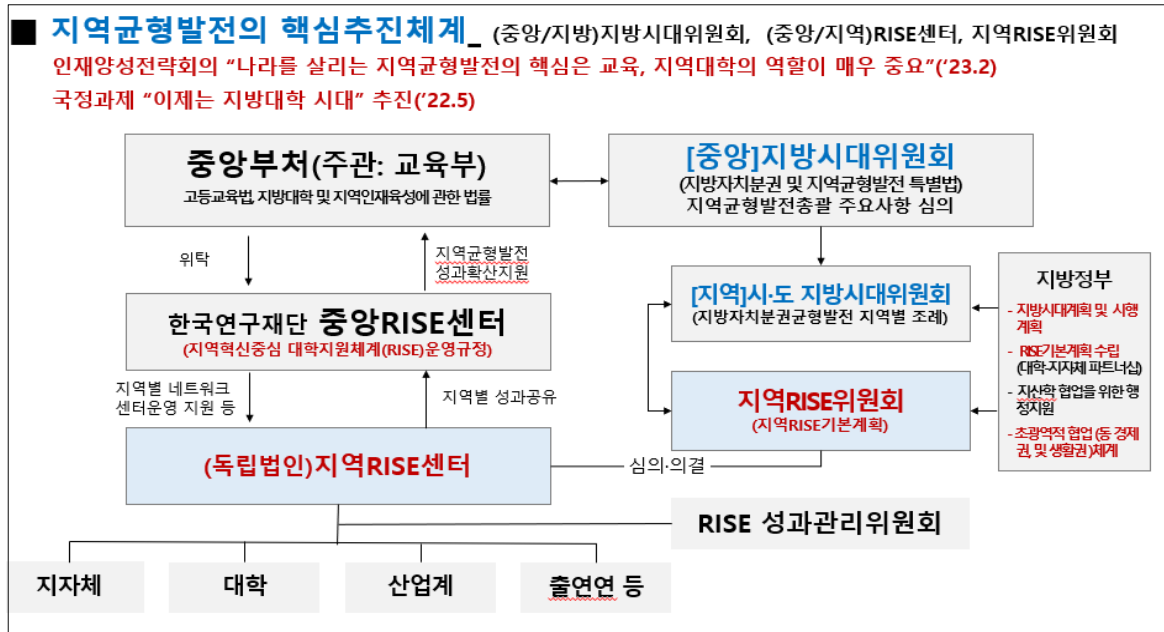 ■ 지역균형발전의 핵심추진체계_ (중앙/지방)지방시대위원회, (중앙/지역)RISE센터, 지역RISE위원회
인재양성전략회의 “나라를 살리는 지역균형발전의 핵심은 교육, 지역대학의 역할이 매우 중요”(‘23.2)
국정과제 “이제는 지방대학 시대” 추진(’22.5)
중앙부처(주관: 교육부)
고등교육법, 지방대학 및 지역인재육성에 관한 법률
[중앙]지방시대위원회
(지방자치분권 및 지역균형발전 특별법)
지역균형발전총괄 주요사항 심의
위탁
지역균형발전
성과확산지원
한국연구재단 중앙RISE센터
(지역혁신중심 대학지원체계(RISE)운영규정)
[지역]시·도 지방시대위원회
(지방자치분권균형발전 지역별 조례)
지방정부
- 지방시대계획 및 시행
계획
- RISE기본계획 수립
(대학-지자체 파트너십)
- 지산학 협업을 위한 행
정지원
- 초광역적 협업 (동 경제
권, 및 생활권)체계
지역별 네트워크
센터운영 지원 등
지역별 성과공유
지역RISE위원회
(지역RISE기본계획)
(독립법인)지역RISE센터
심의·의결
RISE 성과관리위원회
지자체
대학
산업계
출연연 등